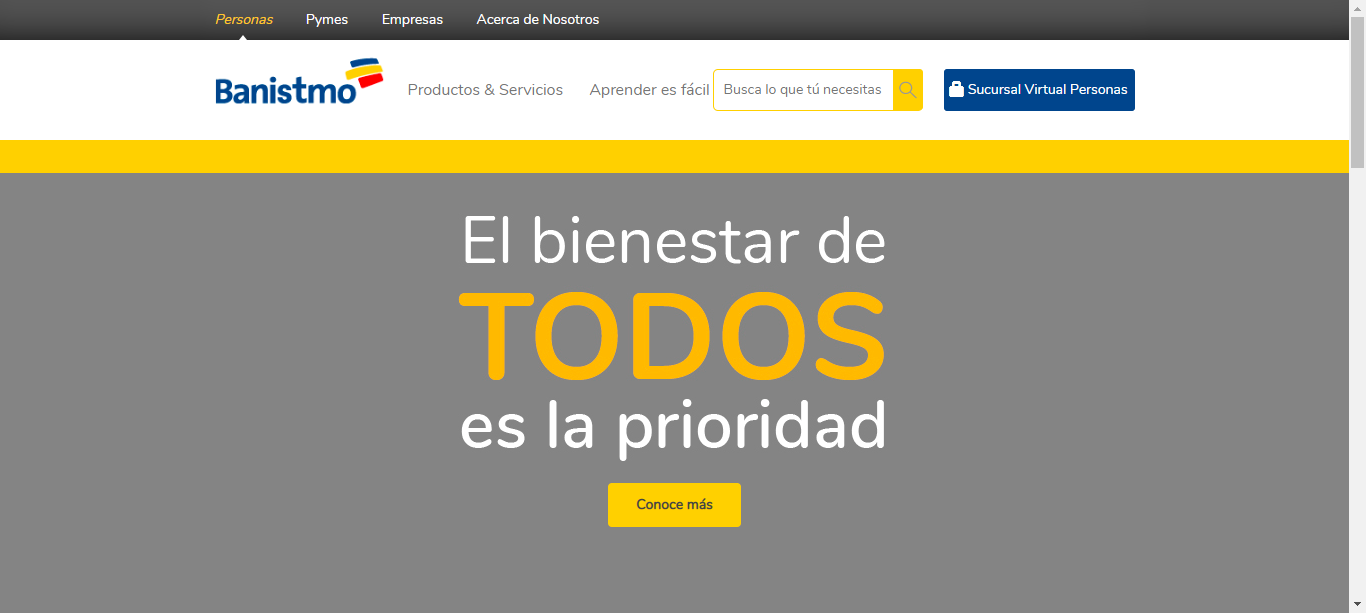 Personas Pymes Empresas Acerca de Nosotros
Banistmo Productos & Servicios Aprender es fácil Busca lo que tú necesitas Sucursal Virtual Personas
El bienestar de
TODOS
es la prioridad
Conoce más